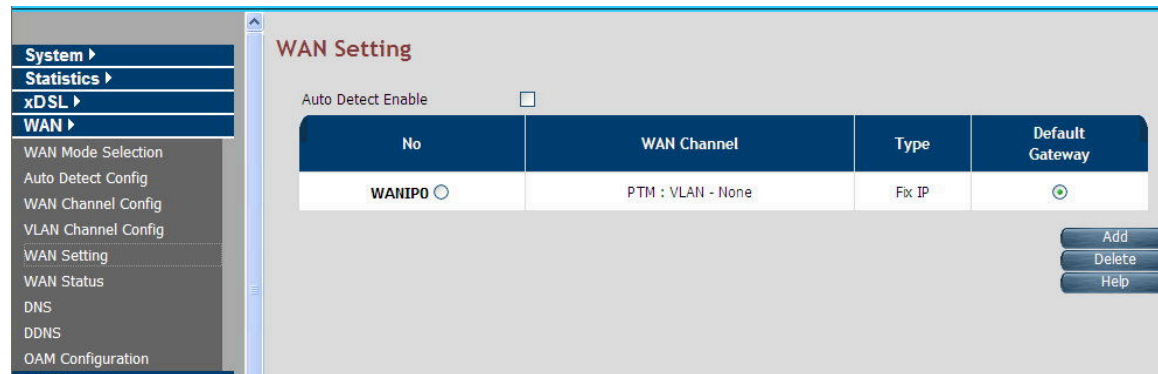 System
Statistics
xDSL
WAN
WAN Mode Selection
Auto Detect Config
WAN Channel Config
VLAN Channel Config
WAN Setting
WAN Status
DNS
DDNS
OAM Configuration
WAN Setting
Auto Detect Enable
No WAN Channel Type Default Gateway
WANIP0 PTM : VLAN - None Fix IP
Add
Delete
Help